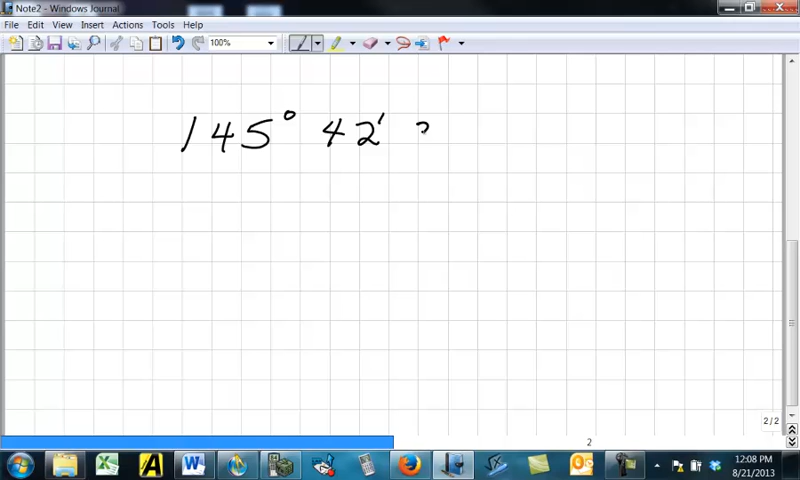 Note2 - Windows Journal
File Edit View Insert Actions Tools Help
100%
145° 42'
2/2
2
12:08 PM
8/21/2013